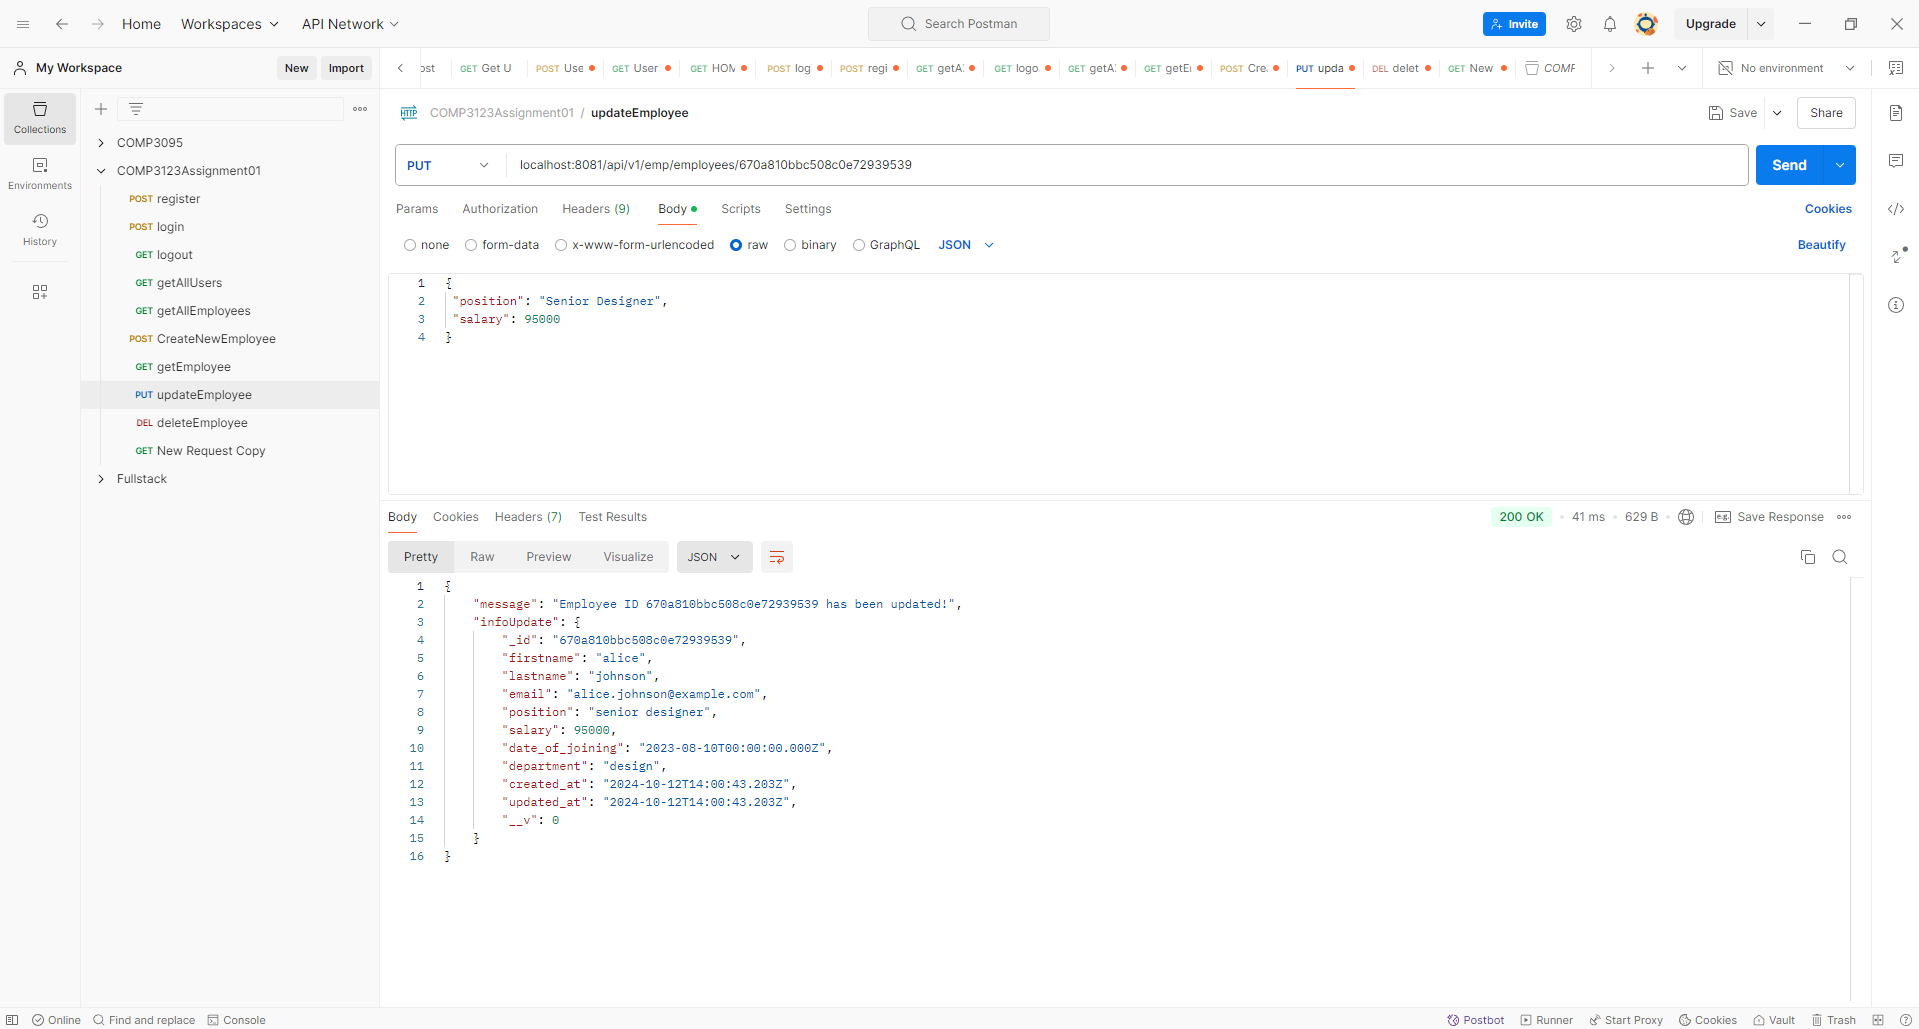 Home Workspaces API Network Search Postman Invite Upgrade
My Workspace New Import
ost GET Get U POST Use GET User GET HOM POST log POST regi GET getA GET logo GET getA GET getE POST Cre PUT upda DEL delet GET New COMF No environment
Collections
Environments
History
COMP3095
COMP3123Assignment01
POST register
POST login
GET logout
GET getAllUsers
GET getAllEmployees
POST CreateNewEmployee
GET getEmployee
PUT updateEmployee
DEL deleteEmployee
GET New Request Copy
Fullstack
HTTP COMP3123Assignment01 / updateEmployee Save Share
PUT localhost:8081/api/v1/emp/employees/670a810bbc508c0e72939539 Send
Params Authorization Headers (9) Body Scripts Settings Cookies
none form-data x-www-form-urlencoded raw binary GraphQL JSON Beautify
1 {
2 "position": "Senior Designer",
3 "salary": 95000
4 }
Body Cookies Headers (7) Test Results 200 OK • 41 ms • 629 B • e.g. Save Response
Pretty Raw Preview Visualize JSON
1 {
2 "message": "Employee ID 670a810bbc508c0e72939539 has been updated!",
3 "infoUpdate": {
4 "_id": "670a810bbc508c0e72939539",
5 "firstname": "alice",
6 "lastname": "johnson",
7 "email": "alice.johnson@example.com",
8 "position": "senior designer",
9 "salary": 95000,
10 "date_of_joining": "2023-08-10T00:00:00.000Z",
11 "department": "design",
12 "created_at": "2024-10-12T14:00:43.203Z",
13 "updated_at": "2024-10-12T14:00:43.203Z",
14 "__v": 0
15 }
16 }
Online Find and replace Console Postbot Runner Start Proxy Cookies Vault Trash